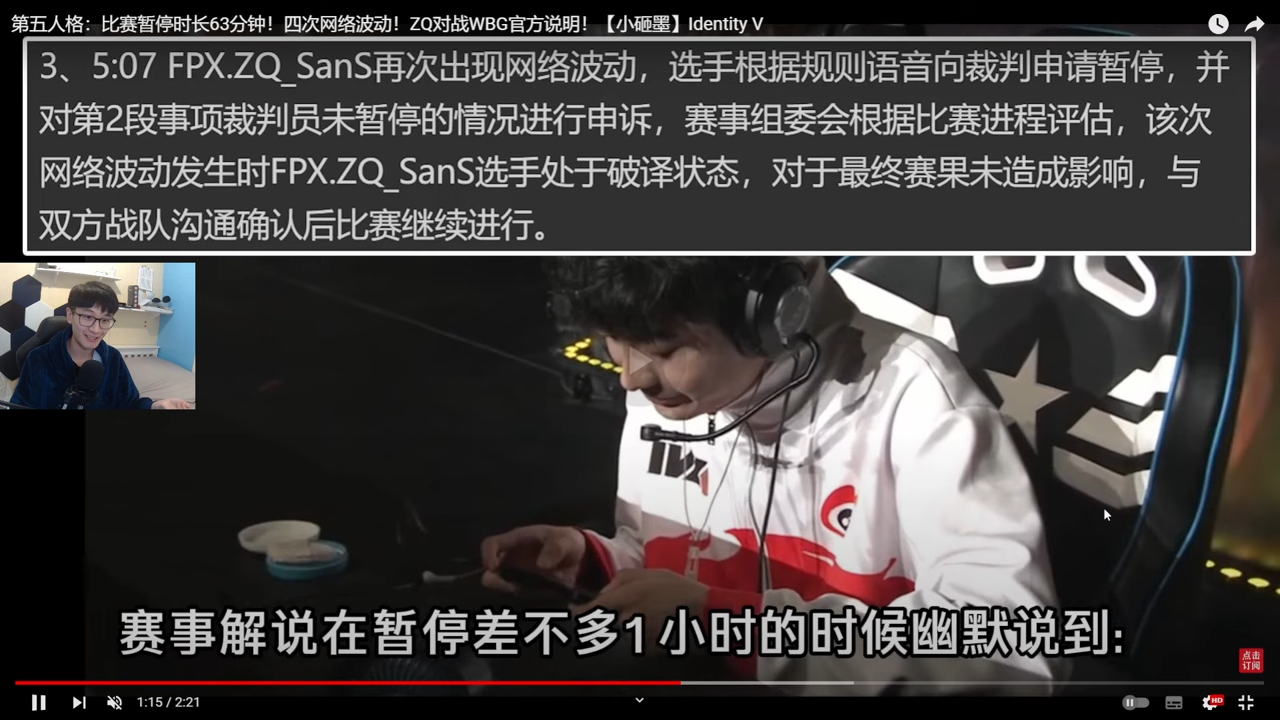 第五人格：比赛暂停时长63分钟！四次网络波动！ZQ对战WBG官方说明！【小砸墨】Identity V
3、5:07 FPX.ZQ_SanS再次出现网络波动，选手根据规则语音向裁判申请暂停，并
对第2段事项裁判员未暂停的情况进行申诉，赛事组委会根据比赛进程评估，该次
网络波动发生时FPX.ZQ_SanS选手处于破译状态，对于最终赛果未造成影响，与
双方战队沟通确认后比赛继续进行。
赛事解说在暂停差不多1小时的时候幽默说到:
点击
订阅
1:15 / 2:21
HD